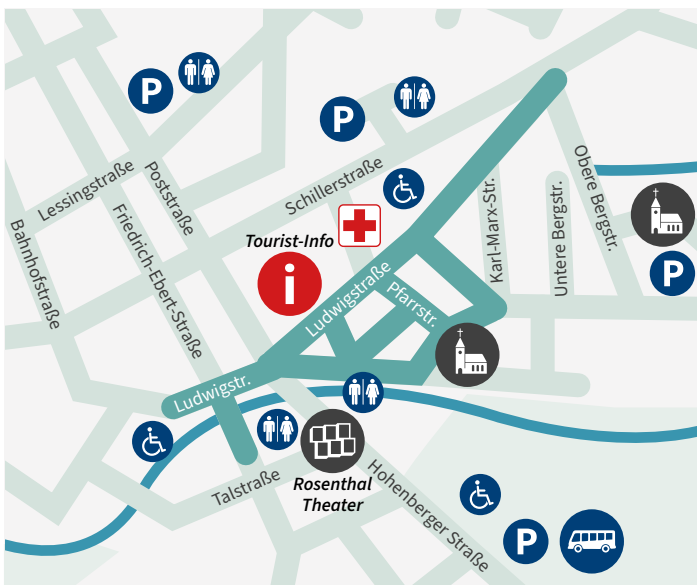 P
P
Lessingstraße
Poststraße
Schillerstraße
Obere Bergstr.
Karl-Marx-Str.
Untere Bergstr.
Bahnhofstraße
Friedrich-Ebert-Straße
Tourist-Info
i
Ludwigstraße
Pfarrstr.
P
Ludwigstr.
Talstraße
Rosenthal
Theater
Hohenberger Straße
P